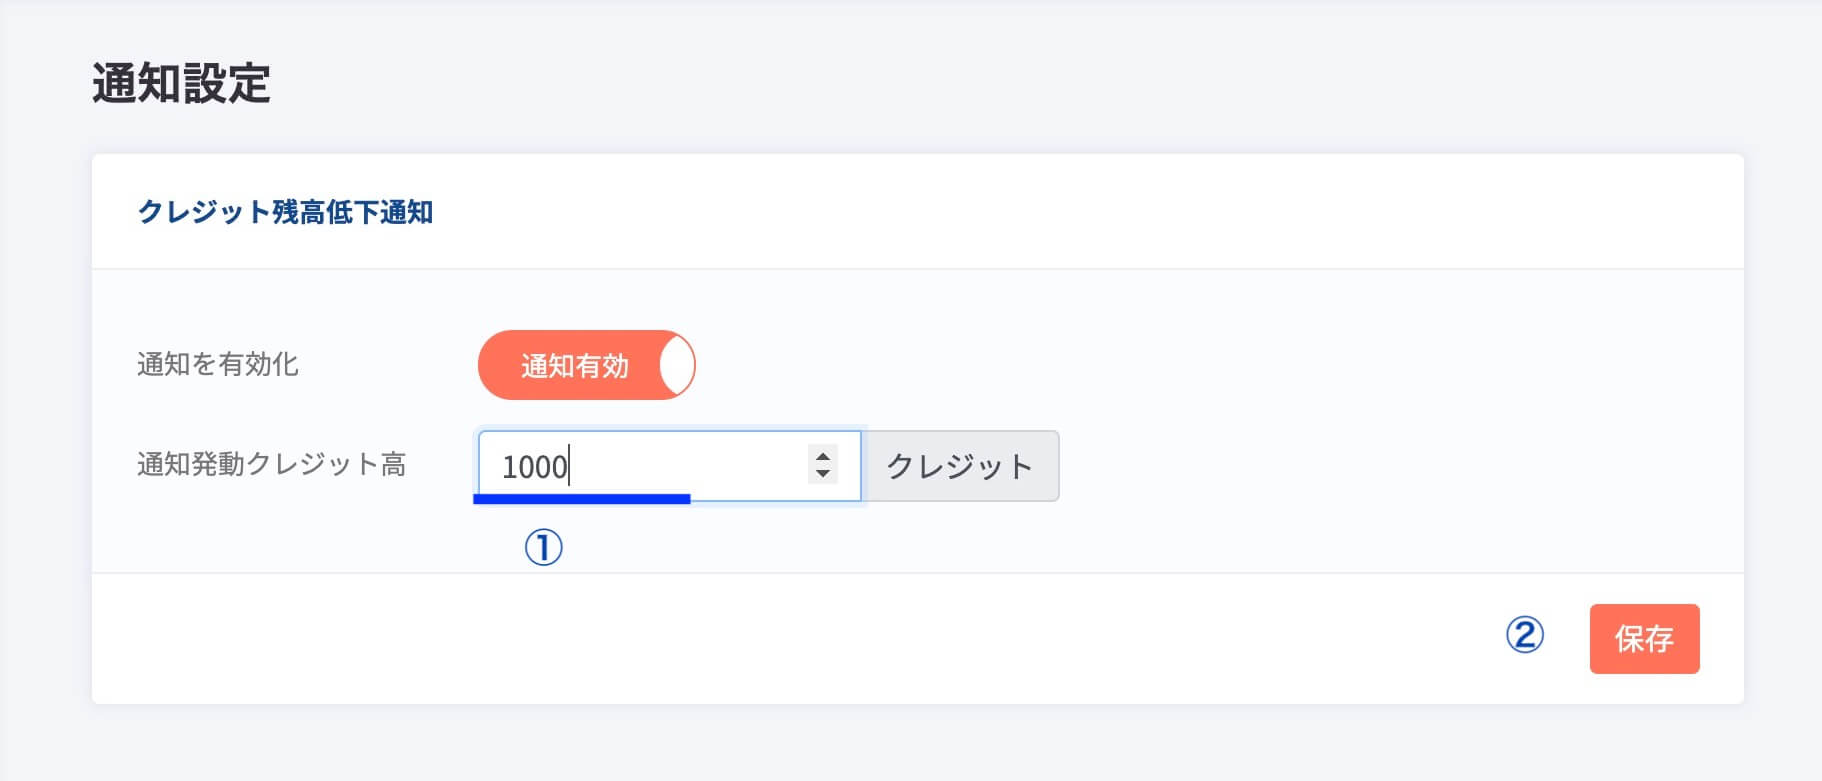 通知設定
クレジット残高低下通知
通知を有効化 通知有効
通知発動クレジット高 1000 クレジット
①
② 保存